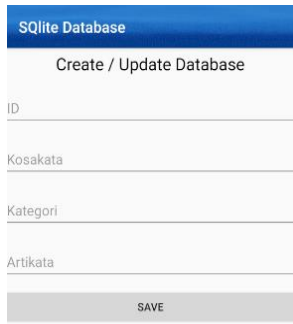 SQlite Database
Create / Update Database
ID
Kosakata
Kategori
Artikata
SAVE